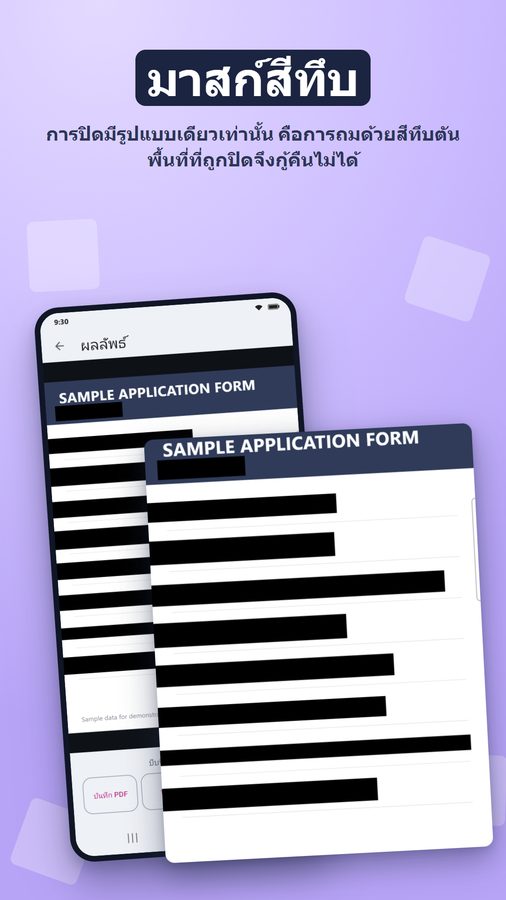 มาสก์สีทึบ
การปิดมีรูปแบบเดียวเท่านั้น คือการถมด้วยสีทึบตัน
พื้นที่ที่ถูกปิดจึงกู้คืนไม่ได้
9:30
ผลลัพธ์
SAMPLE APPLICATION FORM
SAMPLE APPLICATION FORM
Sample data for
บันทึก PDF